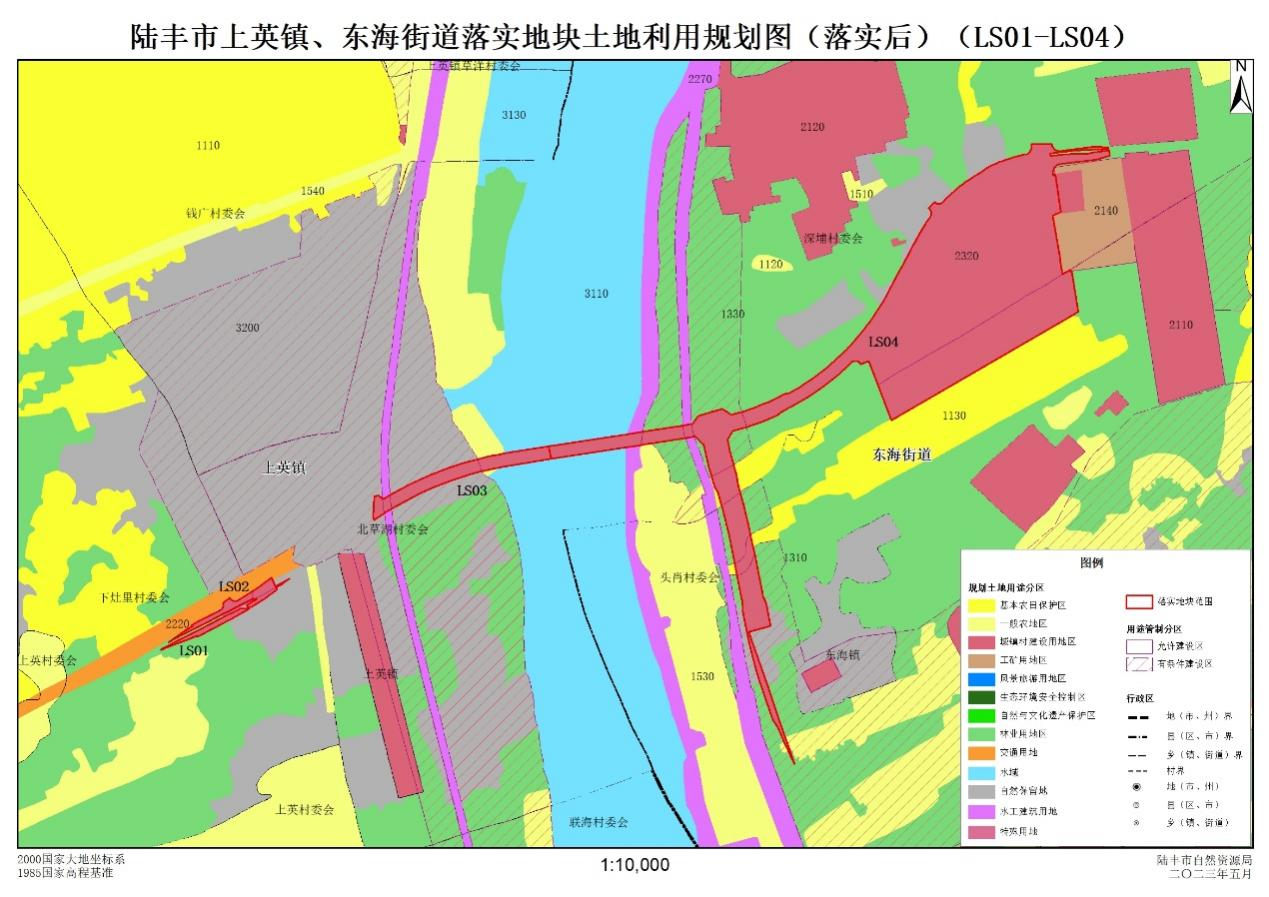 陆丰市上英镇、东海街道落实地块土地利用规划图（落实后）（LS01-LS04）
上英镇草洋村委会
2270
N
3130
2120
1110
1540
1510
钱广村委会
2140
深埔村委会
2320
1120
3110
1330
3200
2110
LS04
1130
东海街道
上英镇
LS03
北草湖村委会
1310
LS02
头肖村委会
下灶里村委会
2220
LS01
上英村委会
东海镇
上英镇
1530
上英村委会
联海村委会
图例
规划土地用途分区
基本农田保护区
一般农地区
城镇村建设用地区
工矿用地区
风景旅游用地区
生态环境安全控制区
自然与文化遗产保护区
林业用地区
交通用地
水域
自然保留地
水工建筑用地
特殊用地
落实地块范围
用途管制分区
允许建设区
有条件建设区
行政区
地（市、州）界
县（区、市）界
乡（镇、街道）界
村界
地（市、州）
县（区、市）
乡（镇、街道）
2000国家大地坐标系
1985国家高程基准
1:10,000
陆丰市自然资源局
二〇二三年五月